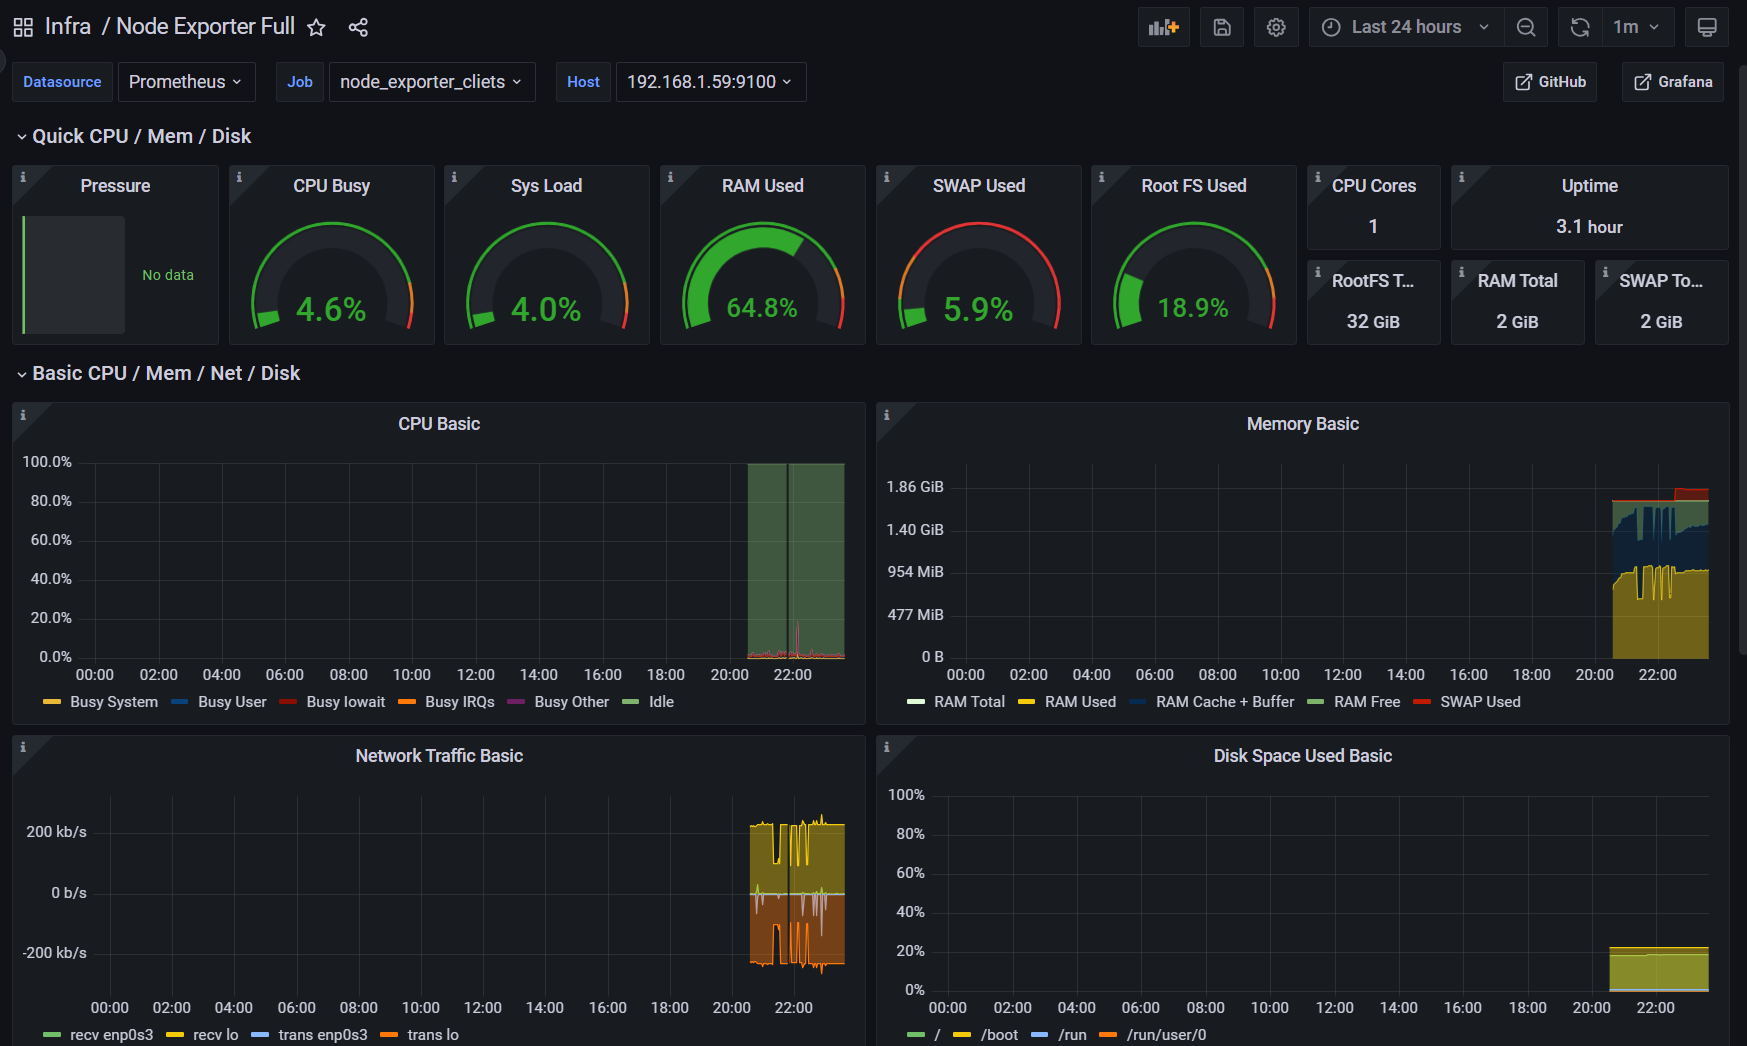 Infra / Node Exporter Full
Last 24 hours
1m
Datasource Prometheus Job node_exporter_cliets Host 192.168.1.59:9100
GitHub
Grafana
Quick CPU / Mem / Disk
Pressure
No data
CPU Busy
4.6%
Sys Load
4.0%
RAM Used
64.8%
SWAP Used
5.9%
Root FS Used
18.9%
CPU Cores
1
Uptime
3.1 hour
RootFS T...
32 GiB
RAM Total
2 GiB
SWAP To...
2 GiB
Basic CPU / Mem / Net / Disk
CPU Basic
100.0%
80.0%
60.0%
40.0%
20.0%
0.0%
00:00 02:00 04:00 06:00 08:00 10:00 12:00 14:00 16:00 18:00 20:00 22:00
Busy System Busy User Busy Iowait Busy IRQs Busy Other Idle
Memory Basic
1.86 GiB
1.40 GiB
954 MiB
477 MiB
0 B
00:00 02:00 04:00 06:00 08:00 10:00 12:00 14:00 16:00 18:00 20:00 22:00
RAM Total RAM Used RAM Cache + Buffer RAM Free SWAP Used
Network Traffic Basic
200 kb/s
0 b/s
-200 kb/s
00:00 02:00 04:00 06:00 08:00 10:00 12:00 14:00 16:00 18:00 20:00 22:00
recv enp0s3 recv lo trans enp0s3 trans lo
Disk Space Used Basic
100%
80%
60%
40%
20%
0%
00:00 02:00 04:00 06:00 08:00 10:00 12:00 14:00 16:00 18:00 20:00 22:00
/ /boot /run /run/user/0